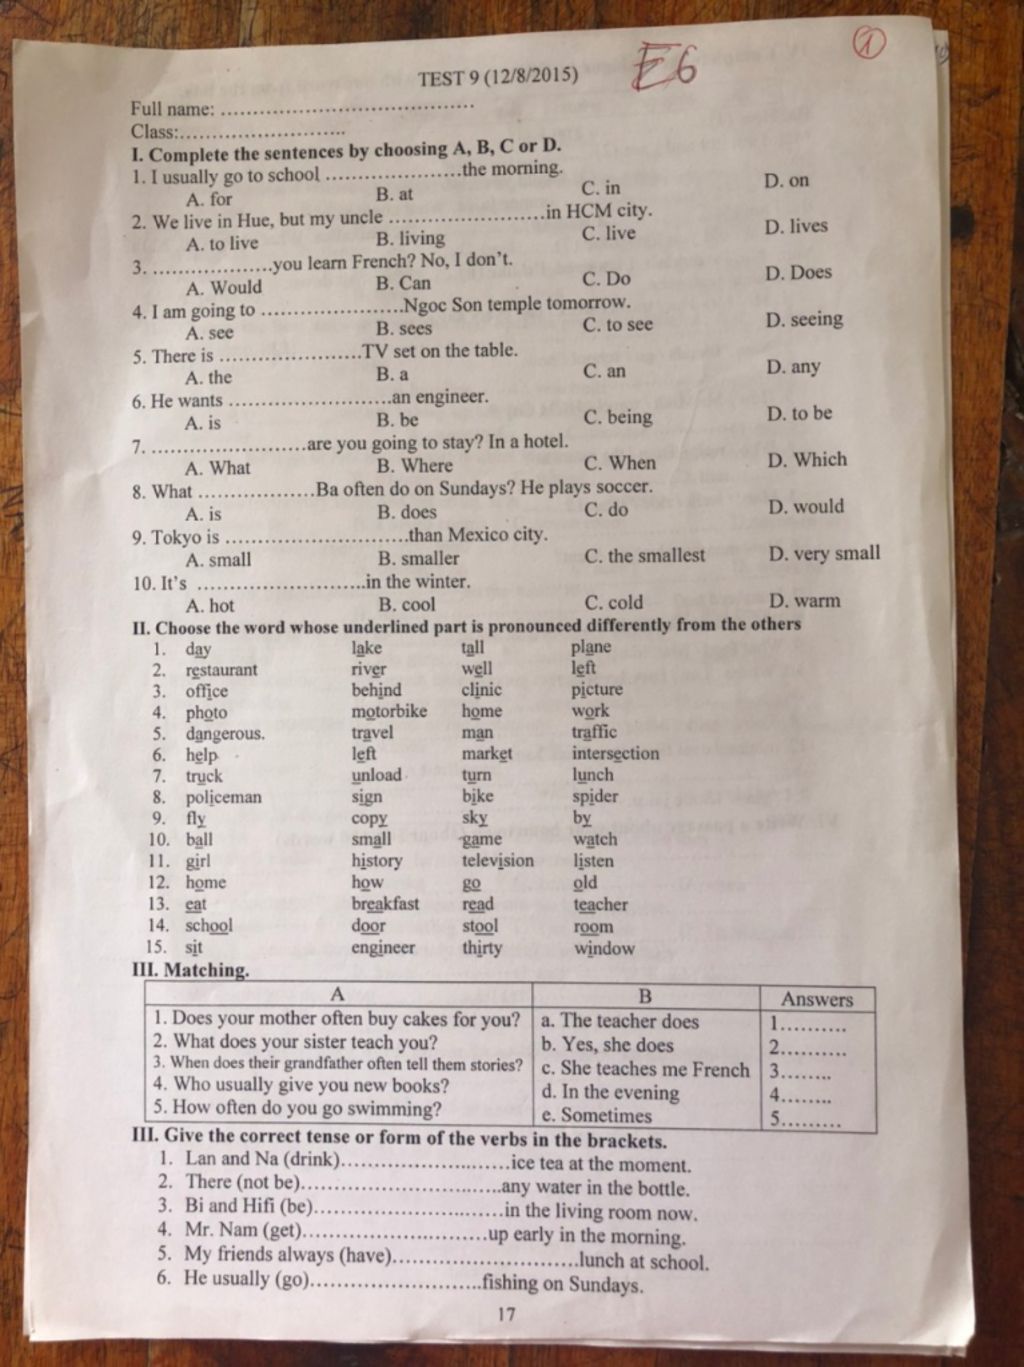 TEST 9 (12/8/2015) E6 1
Full name: ..........................................
Class:...........................
I. Complete the sentences by choosing A, B, C or D.
1. I usually go to school ......................the morning.
A. for B. at C. in D. on
2. We live in Hue, but my uncle .........................in HCM city.
A. to live B. living C. live D. lives
3. ...................you learn French? No, I don't.
A. Would B. Can C. Do D. Does
4. I am going to .......................Ngoc Son temple tomorrow.
A. see B. sees C. to see D. seeing
5. There is .......................TV set on the table.
A. the B. a C. an D. any
6. He wants ..........................an engineer.
A. is B. be C. being D. to be
7. .........................are you going to stay? In a hotel.
A. What B. Where C. When D. Which
8. What ...................Ba often do on Sundays? He plays soccer.
A. is B. does C. do D. would
9. Tokyo is .............................than Mexico city.
A. small B. smaller C. the smallest D. very small
10. It's ...........................in the winter.
A. hot B. cool C. cold D. warm
II. Choose the word whose underlined part is pronounced differently from the others
1. day lake tall plane
2. restaurant river well left
3. office behind clinic picture
4. photo motorbike home work
5. dangerous. travel man traffic
6. help left market intersection
7. truck unload turn lunch
8. policeman sign bike spider
9. fly copy sky by
10. ball small game watch
11. girl history television listen
12. home how go old
13. eat breakfast read teacher
14. school door stool room
15. sit engineer thirty window
III. Matching.
A B Answers
1. Does your mother often buy cakes for you? a. The teacher does 1..........
2. What does your sister teach you? b. Yes, she does 2..........
3. When does their grandfather often tell them stories? c. She teaches me French 3........
4. Who usually give you new books? d. In the evening 4........
5. How often do you go swimming? e. Sometimes 5.........
III. Give the correct tense or form of the verbs in the brackets.
1. Lan and Na (drink)...........................ice tea at the moment.
2. There (not be)................................any water in the bottle.
3. Bi and Hifi (be)..............................in the living room now.
4. Mr. Nam (get).............................up early in the morning.
5. My friends always (have)..............................lunch at school.
6. He usually (go)...........................fishing on Sundays.
17